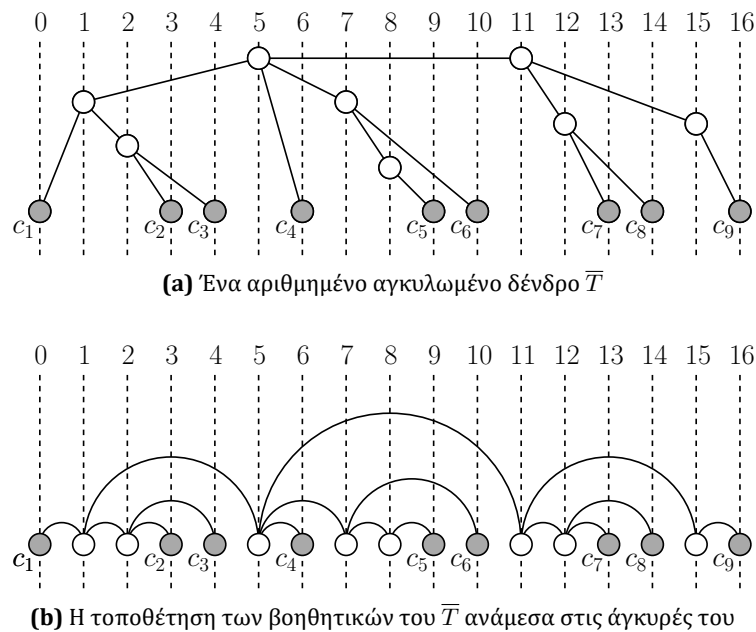 0 1 2 3 4 5 6 7 8 9 10 11 12 13 14 15 16
c₁ c₂ c₃ c₄ c₅ c₆ c₇ c₈ c₉
(a) Ένα αριθμημένο αγκυλωμένο δένδρο T̅
0 1 2 3 4 5 6 7 8 9 10 11 12 13 14 15 16
c₁ c₂ c₃ c₄ c₅ c₆ c₇ c₈ c₉
(b) Η τοποθέτηση των βοηθητικών του T̅ ανάμεσα στις άγκυρές του